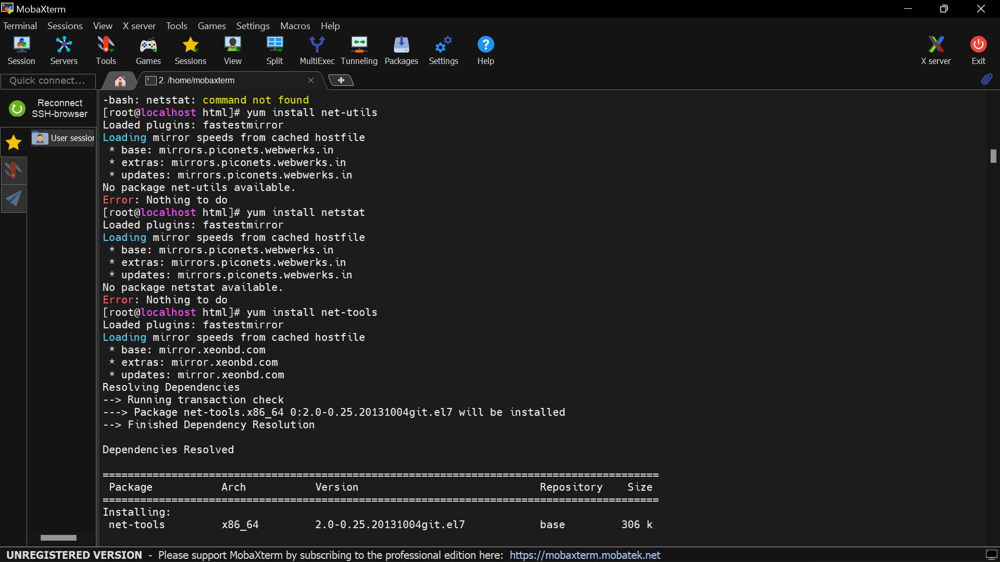 MobaXterm
Terminal Sessions View X server Tools Games Settings Macros Help
Session Servers Tools Games Sessions View Split MultiExec Tunneling Packages Settings Help X server Exit
Quick connect... 2. /home/mobaxterm
Reconnect
SSH-browser
User session
-bash: netstat: command not found
[root@localhost html]# yum install net-utils
Loaded plugins: fastestmirror
Loading mirror speeds from cached hostfile
 * base: mirrors.piconets.webwerks.in
 * extras: mirrors.piconets.webwerks.in
 * updates: mirrors.piconets.webwerks.in
No package net-utils available.
Error: Nothing to do
[root@localhost html]# yum install netstat
Loaded plugins: fastestmirror
Loading mirror speeds from cached hostfile
 * base: mirrors.piconets.webwerks.in
 * extras: mirrors.piconets.webwerks.in
 * updates: mirrors.piconets.webwerks.in
No package netstat available.
Error: Nothing to do
[root@localhost html]# yum install net-tools
Loaded plugins: fastestmirror
Loading mirror speeds from cached hostfile
 * base: mirror.xeonbd.com
 * extras: mirror.xeonbd.com
 * updates: mirror.xeonbd.com
Resolving Dependencies
--> Running transaction check
---> Package net-tools.x86_64 0:2.0-0.25.20131004git.el7 will be installed
--> Finished Dependency Resolution
Dependencies Resolved
=========================================================================================
 Package Arch Version Repository Size
=========================================================================================
Installing:
 net-tools x86_64 2.0-0.25.20131004git.el7 base 306 k
UNREGISTERED VERSION - Please support MobaXterm by subscribing to the professional edition here: https://mobaxterm.mobatek.net